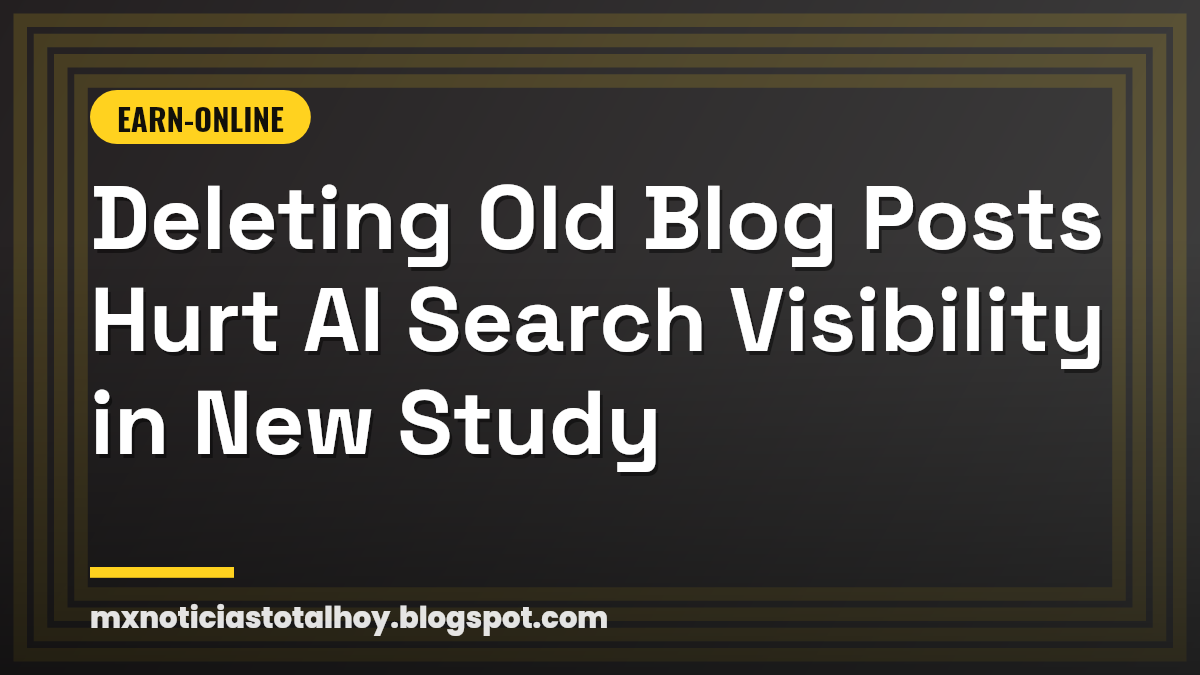 EARN-ONLINE
Deleting Old Blog Posts
Hurt AI Search Visibility
in New Study
mxnoticiastotalhoy.blogspot.com